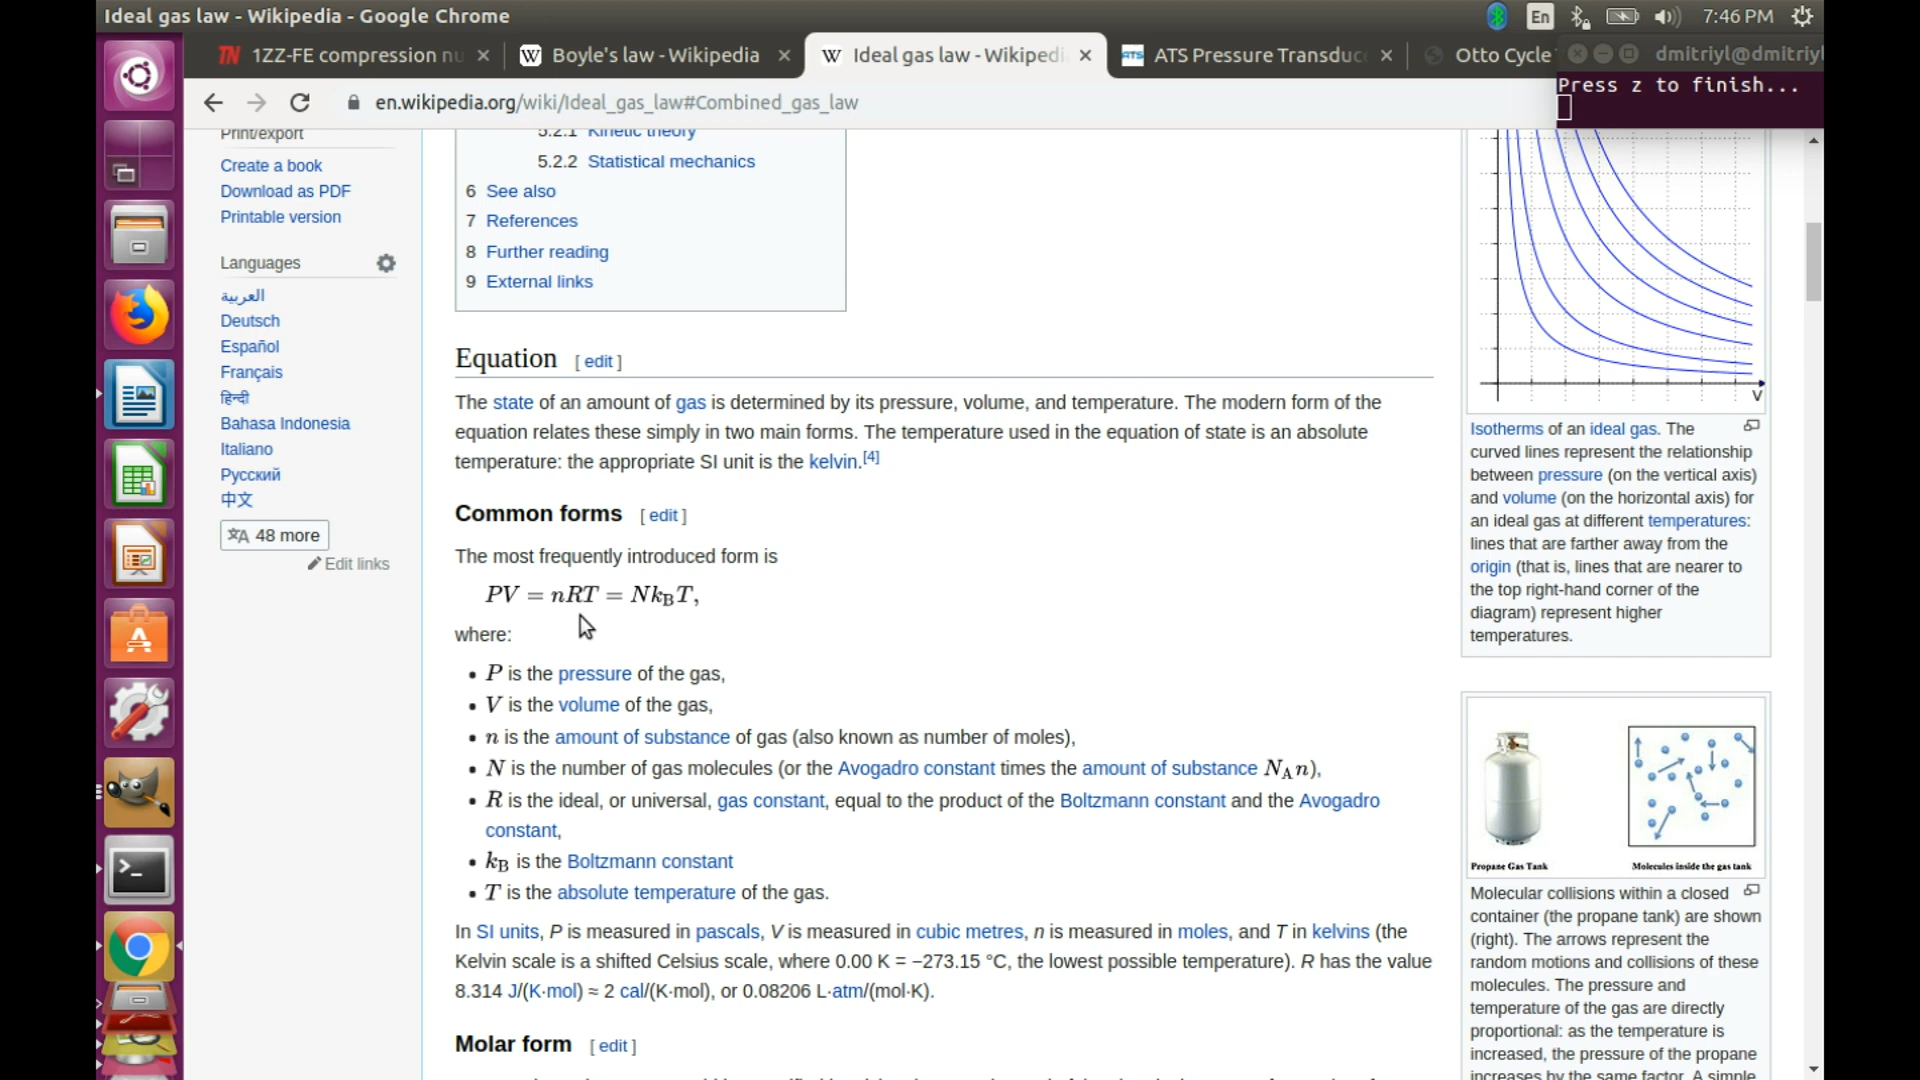 Ideal gas law - Wikipedia - Google Chrome
En
7:46 PM
1ZZ-FE compression nu
Boyle's law - Wikipedia
Ideal gas law - Wikipedi
ATS Pressure Transduc
Otto Cycle
dmitriyl@dmitriyl
Press z to finish...
en.wikipedia.org/wiki/Ideal_gas_law#Combined_gas_law
Print/export
Create a book
Download as PDF
Printable version
Languages
العربية
Deutsch
Español
Français
हिन्दी
Bahasa Indonesia
Italiano
Русский
中文
48 more
Edit links
5.2.1 Kinetic theory
5.2.2 Statistical mechanics
6 See also
7 References
8 Further reading
9 External links
Equation [ edit ]
The state of an amount of gas is determined by its pressure, volume, and temperature. The modern form of the
equation relates these simply in two main forms. The temperature used in the equation of state is an absolute
temperature: the appropriate SI unit is the kelvin.[4]
Common forms [ edit ]
The most frequently introduced form is
PV = nRT = Nk_BT,
where:
• P is the pressure of the gas,
• V is the volume of the gas,
• n is the amount of substance of gas (also known as number of moles),
• N is the number of gas molecules (or the Avogadro constant times the amount of substance N_An),
• R is the ideal, or universal, gas constant, equal to the product of the Boltzmann constant and the Avogadro
constant,
• k_B is the Boltzmann constant
• T is the absolute temperature of the gas.
In SI units, P is measured in pascals, V is measured in cubic metres, n is measured in moles, and T in kelvins (the
Kelvin scale is a shifted Celsius scale, where 0.00 K = −273.15 °C, the lowest possible temperature). R has the value
8.314 J/(K·mol) ≈ 2 cal/(K·mol), or 0.08206 L·atm/(mol·K).
Molar form [ edit ]
V
Isotherms of an ideal gas. The
curved lines represent the relationship
between pressure (on the vertical axis)
and volume (on the horizontal axis) for
an ideal gas at different temperatures:
lines that are farther away from the
origin (that is, lines that are nearer to
the top right-hand corner of the
diagram) represent higher
temperatures.
Propane Gas Tank
Molecules inside the gas tank
Molecular collisions within a closed
container (the propane tank) are shown
(right). The arrows represent the
random motions and collisions of these
molecules. The pressure and
temperature of the gas are directly
proportional: as the temperature is
increased, the pressure of the propane
increases by the same factor. A simple